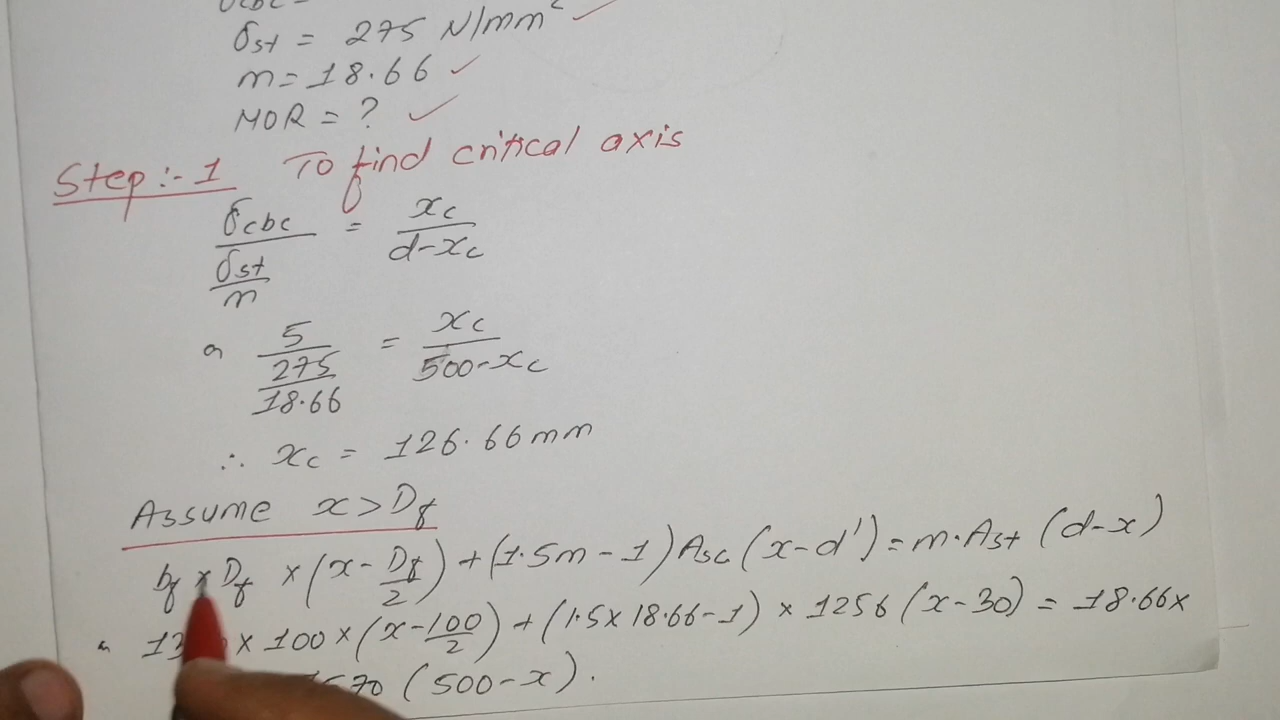 σst = 275 N/mm²
m = 18.66
MOR = ?
Step:-1 To find critical axis
σcbc / (σst / m) = xc / (d-xc)
5 / (275 / 18.66) = xc / (500-xc)
∴ xc = 126.66mm
Assume x>Df
bf × Df × (x - Df/2) + (1.5m - 1) Asc (x-d') = m.Ast (d-x)
× 100 × (x - 100/2) + (1.5 × 18.66-1) × 1256 (x-30) = 18.66×
(500-x).